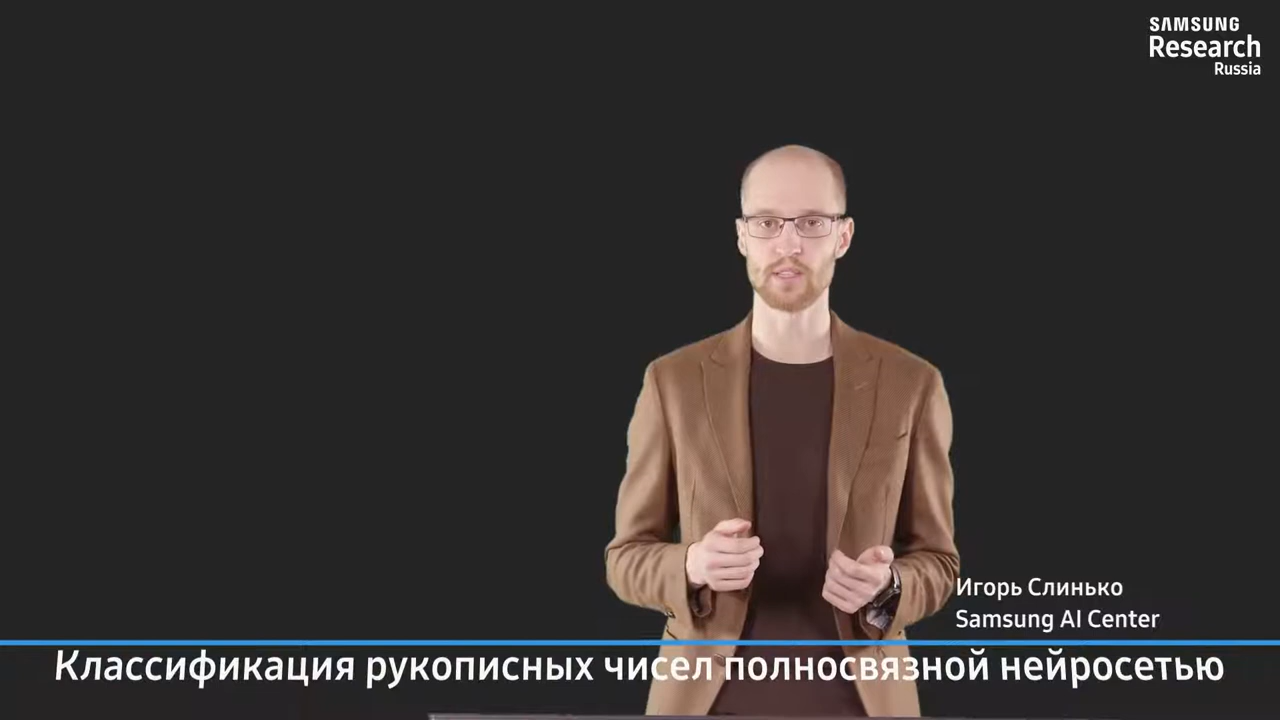 SAMSUNG
Research
Russia
Игорь Слинько
Samsung AI Center
Классификация рукописных чисел полносвязной нейросетью